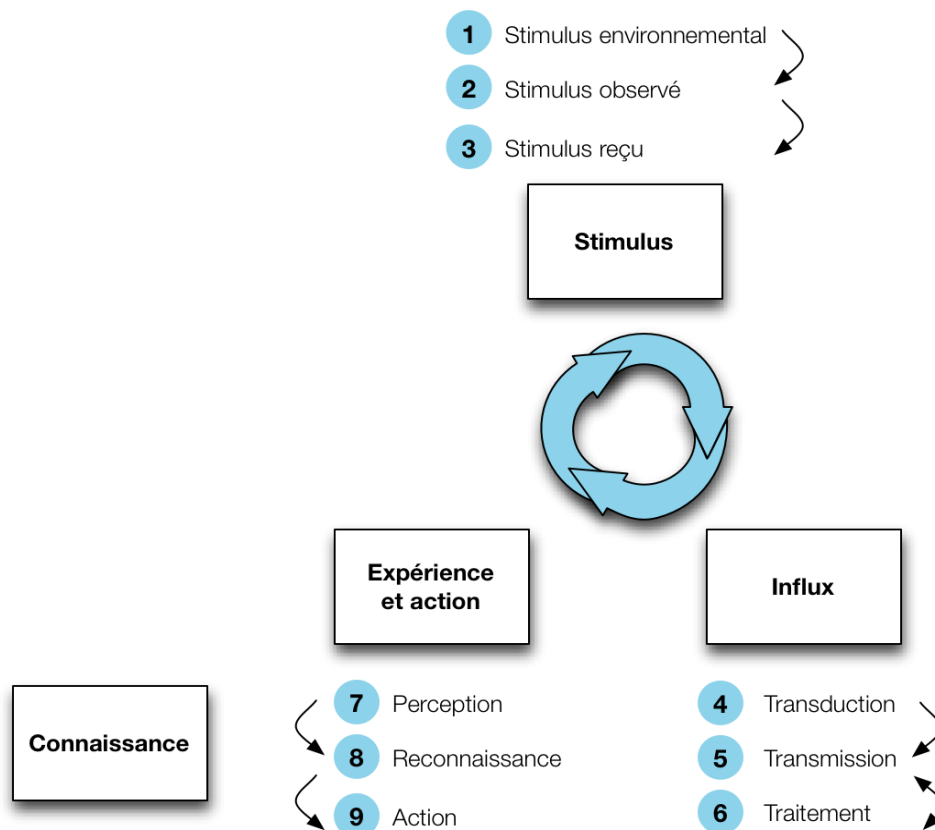 1 Stimulus environnemental
2 Stimulus observé
3 Stimulus reçu
Stimulus
Expérience
et action
Influx
Connaissance
7 Perception
8 Reconnaissance
9 Action
4 Transduction
5 Transmission
6 Traitement